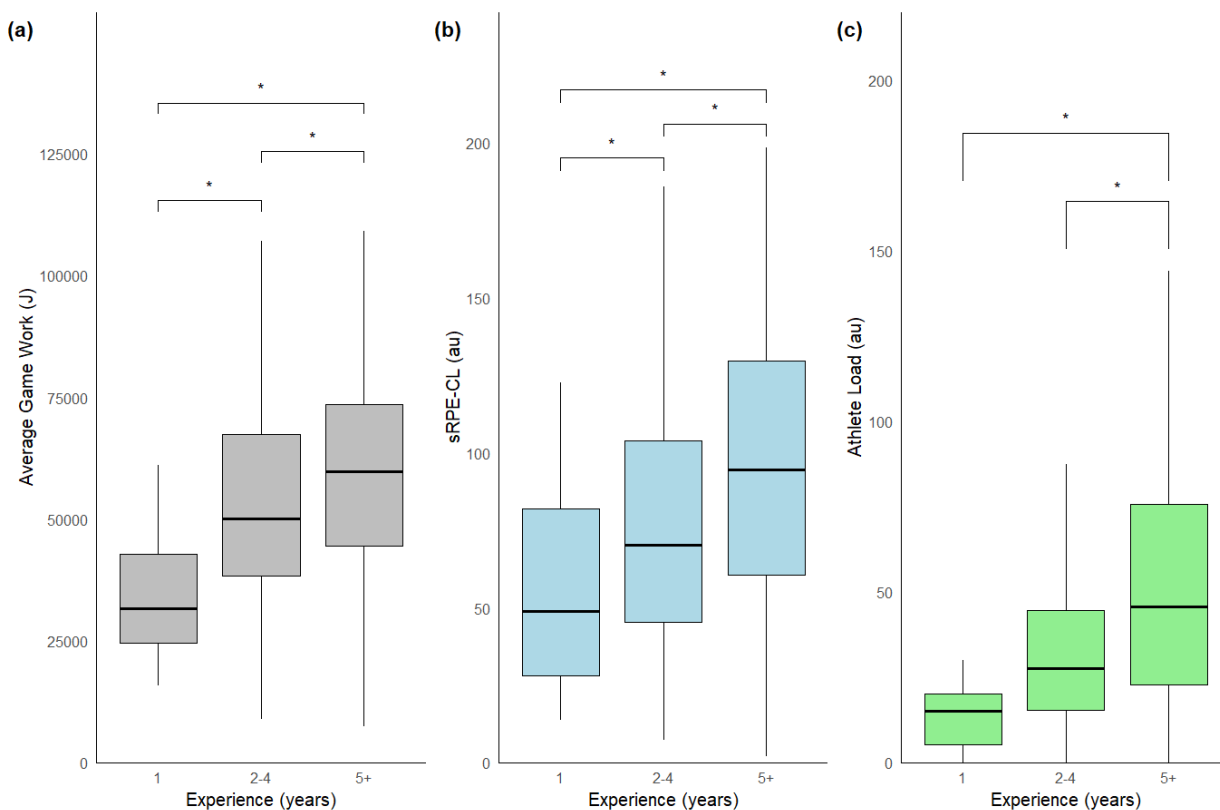 (a)
Average Game Work (J)
125000
100000
75000
50000
25000
0
*
*
*
1 2-4 5+
Experience (years)
(b)
sRPE-CL (au)
200
150
100
50
0
*
*
*
1 2-4 5+
Experience (years)
(c)
Athlete Load (au)
200
150
100
50
0
*
*
1 2-4 5+
Experience (years)